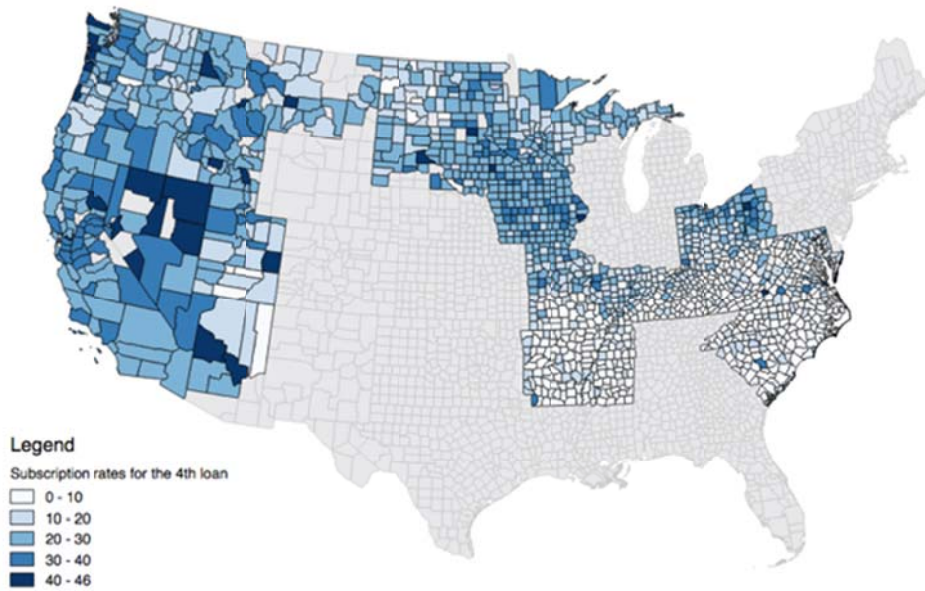 Legend
Subscription rates for the 4th loan
0 - 10
10 - 20
20 - 30
30 - 40
40 - 46